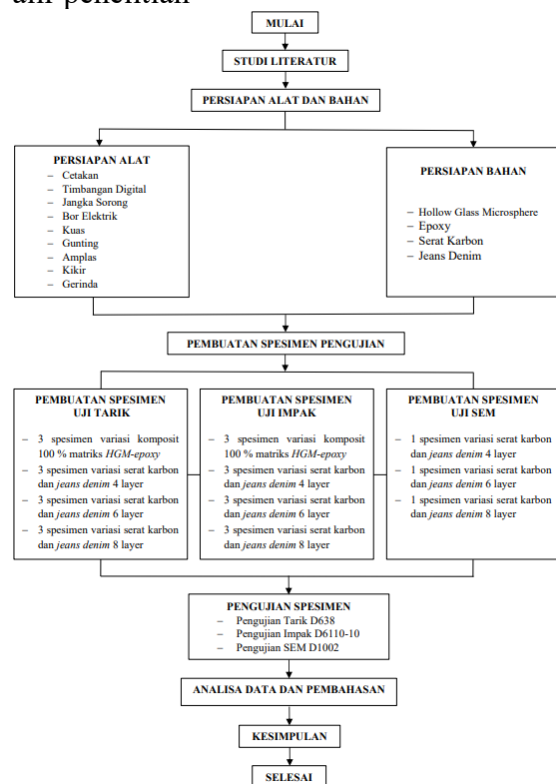 MULAI
STUDI LITERATUR
PERSIAPAN ALAT DAN BAHAN
PERSIAPAN ALAT
– Cetakan
– Timbangan Digital
– Jangka Sorong
– Bor Elektrik
– Kuas
– Gunting
– Amplas
– Kikir
– Gerinda
PERSIAPAN BAHAN
– Hollow Glass Microsphere
– Epoxy
– Serat Karbon
– Jeans Denim
PEMBUATAN SPESIMEN PENGUJIAN
PEMBUATAN SPESIMEN
UJI TARIK
– 3 spesimen variasi komposit
100 % matriks HGM-epoxy
– 3 spesimen variasi serat karbon
dan jeans denim 4 layer
– 3 spesimen variasi serat karbon
dan jeans denim 6 layer
– 3 spesimen variasi serat karbon
dan jeans denim 8 layer
PEMBUATAN SPESIMEN
UJI IMPAK
– 3 spesimen variasi komposit
100 % matriks HGM-epoxy
– 3 spesimen variasi serat karbon
dan jeans denim 4 layer
– 3 spesimen variasi serat karbon
dan jeans denim 6 layer
– 3 spesimen variasi serat karbon
dan jeans denim 8 layer
PEMBUATAN SPESIMEN
UJI SEM
– 1 spesimen variasi serat karbon
dan jeans denim 4 layer
– 1 spesimen variasi serat karbon
dan jeans denim 6 layer
– 1 spesimen variasi serat karbon
dan jeans denim 8 layer
PENGUJIAN SPESIMEN
– Pengujian Tarik D638
– Pengujian Impak D6110-10
– Pengujian SEM D1002
ANALISA DATA DAN PEMBAHASAN
KESIMPULAN
SELESAI